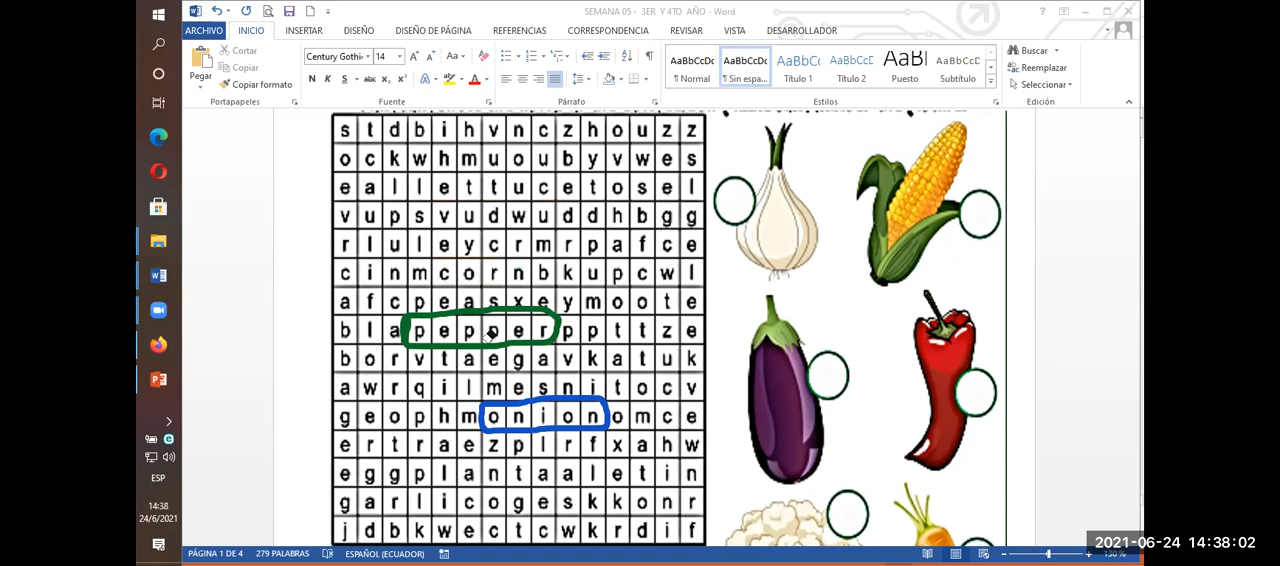 SEMANA 05 - 3ER Y 4TO AÑO - Word
ARCHIVO INICIO INSERTAR DISEÑO DISEÑO DE PÁGINA REFERENCIAS CORRESPONDENCIA REVISAR VISTA DESARROLLADOR
Pegar
Cortar
Copiar
Copiar formato
Portapapeles
Century Gothi 14
N K S abc x₂ x²
Fuente
Párrafo
AaBbCcDc AaBbCcDc AaBbCc AaBbCcD AaBl AaBbCcC
¶ Normal ¶ Sin espa... Título 1 Título 2 Puesto Subtítulo
Estilos
Buscar
Reemplazar
Seleccionar
Edición
s t d b i h v n c z h o u z z
o c k w h m u o u b y v w e s
e a l l e t t u c e t o s e l
v u p s v u d w u d d h b g g
r l u l e y c r m r p a f c e
c i n m c o r n b k u p c w l
a f c p e a s x e y m o o t e
b l a p e p p e r p p t t z e
b o r v t a e g a v k a t u k
a w r q i l m e s n i t o c v
g e o p h m o n i o n o m c e
e r t r a e z p l r f x a h w
e g g p l a n t a a l e t i n
g a r l i c o g e s k k o n r
j d b k w e c t c w k r d i f
ESP
14:38
24/6/2021
PÁGINA 1 DE 4 279 PALABRAS ESPAÑOL (ECUADOR)
130 %
2021-06-24 14:38:02